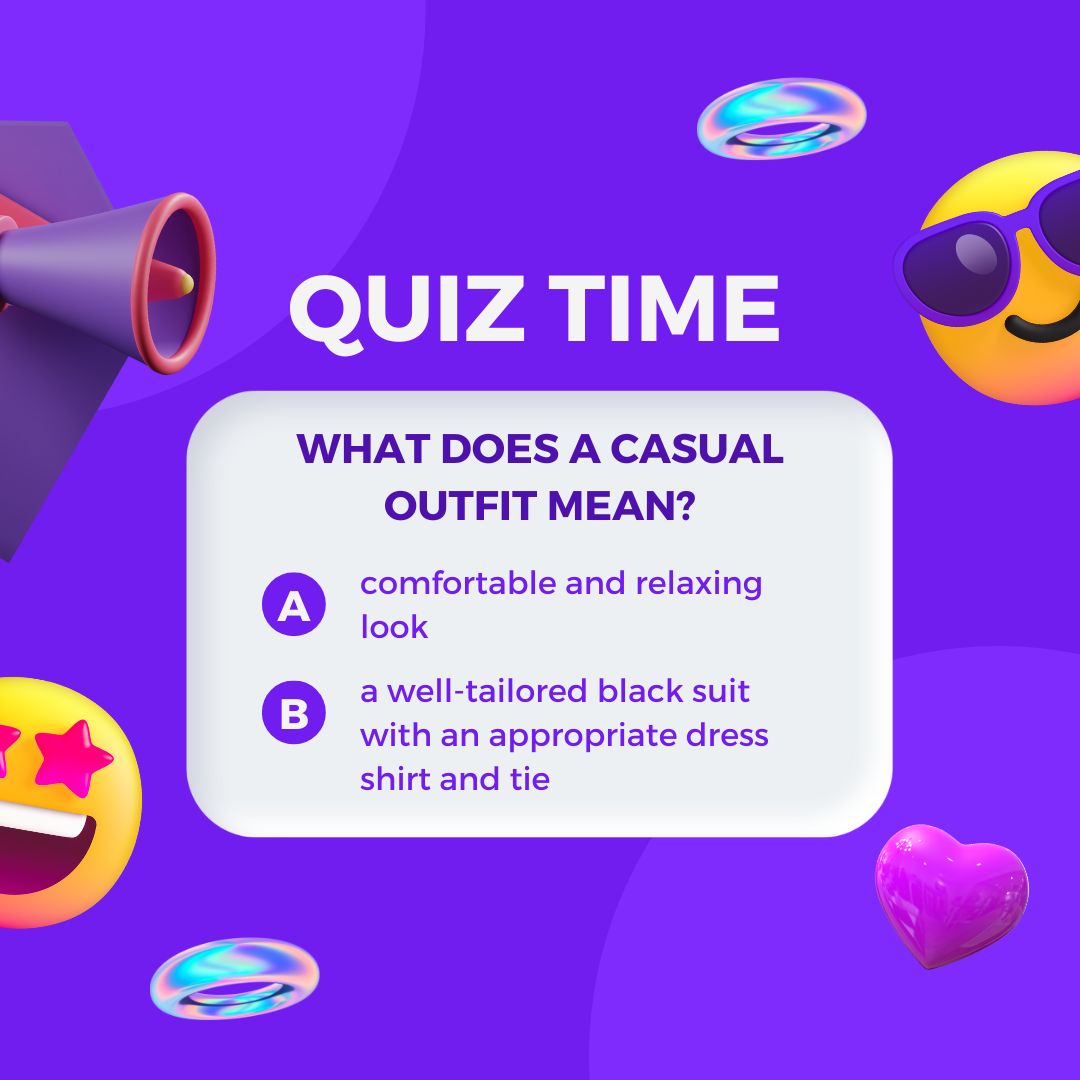 QUIZ TIME
WHAT DOES A CASUAL
OUTFIT MEAN?
A
comfortable and relaxing
look
B
a well-tailored black suit
with an appropriate dress
shirt and tie